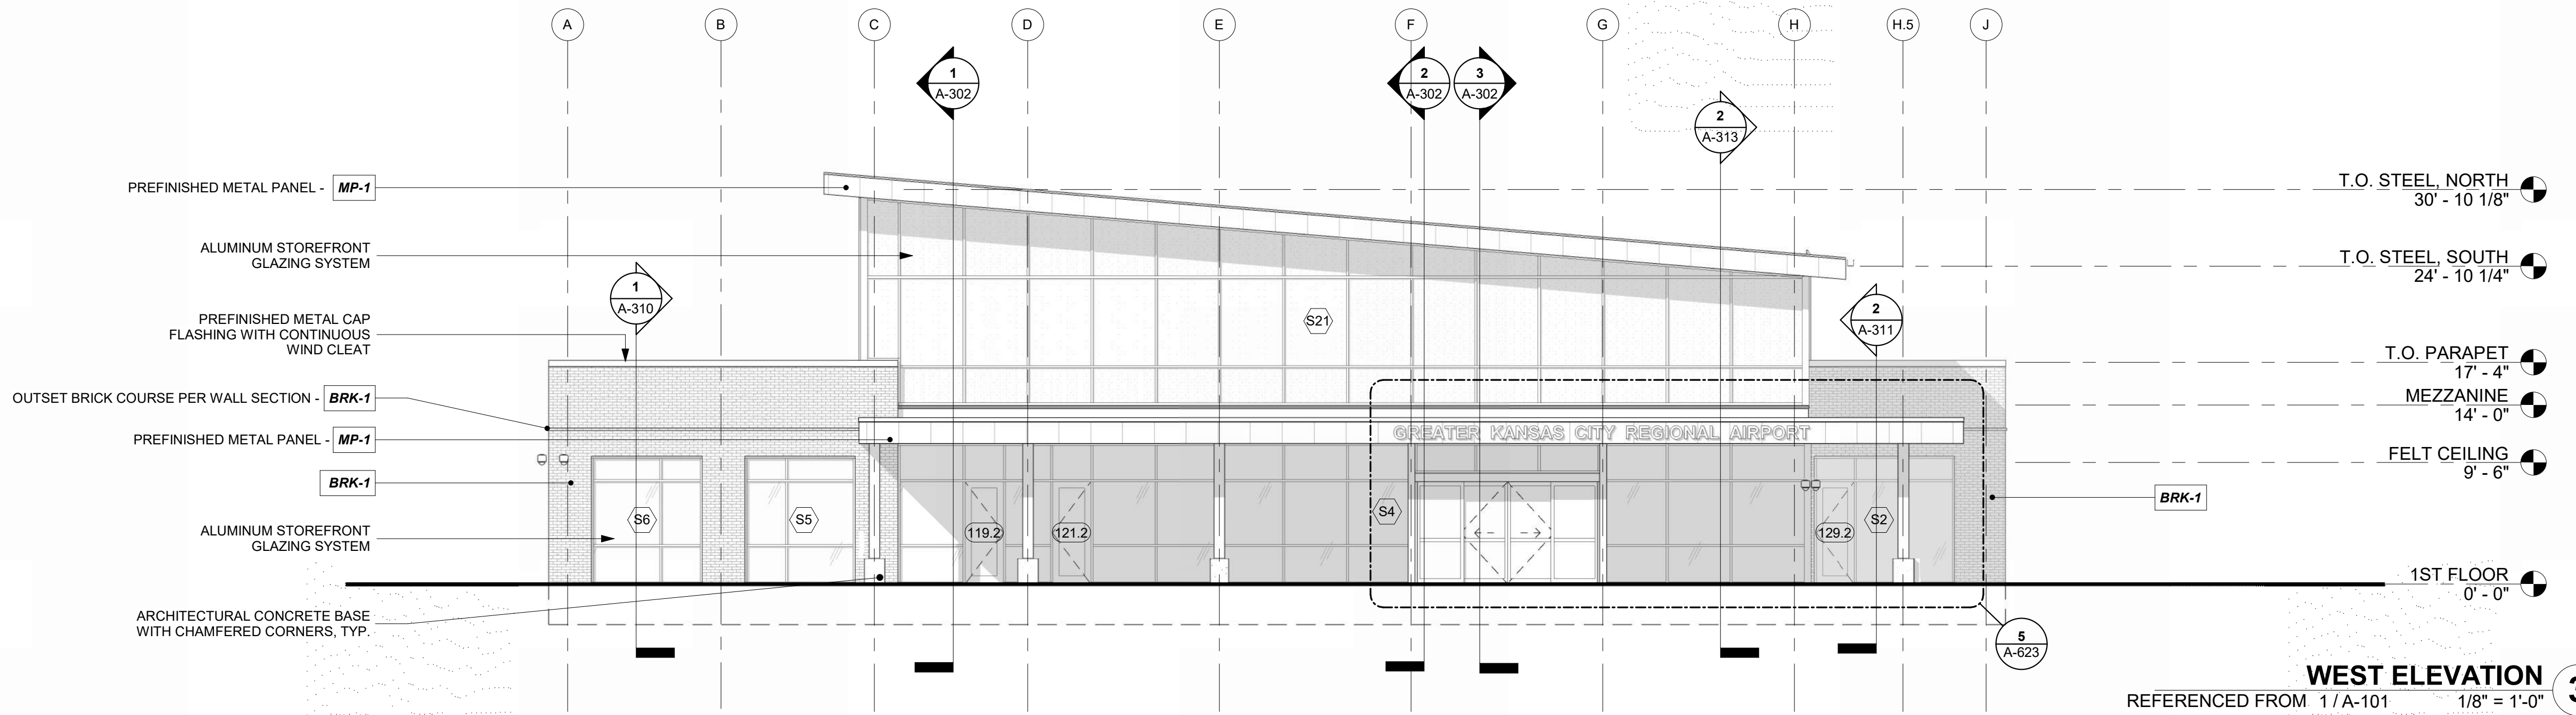 A B C D E F G H H.5 J
1
A-302
2
A-302
3
A-302
2
A-313
PREFINISHED METAL PANEL - MP-1
ALUMINUM STOREFRONT
GLAZING SYSTEM
1
A-310
PREFINISHED METAL CAP
FLASHING WITH CONTINUOUS
WIND CLEAT
OUTSET BRICK COURSE PER WALL SECTION - BRK-1
PREFINISHED METAL PANEL - MP-1
BRK-1
ALUMINUM STOREFRONT
GLAZING SYSTEM
ARCHITECTURAL CONCRETE BASE
WITH CHAMFERED CORNERS, TYP.
S21
2
A-311
GREATER KANSAS CITY REGIONAL AIRPORT
S6
S5
119.2
121.2
S4
129.2
S2
5
A-623
T.O. STEEL, NORTH
30' - 10 1/8"
T.O. STEEL, SOUTH
24' - 10 1/4"
T.O. PARAPET
17' - 4"
MEZZANINE
14' - 0"
FELT CEILING
9' - 6"
BRK-1
1ST FLOOR
0' - 0"
WEST ELEVATION
REFERENCED FROM 1 / A-101 1/8" = 1'-0"